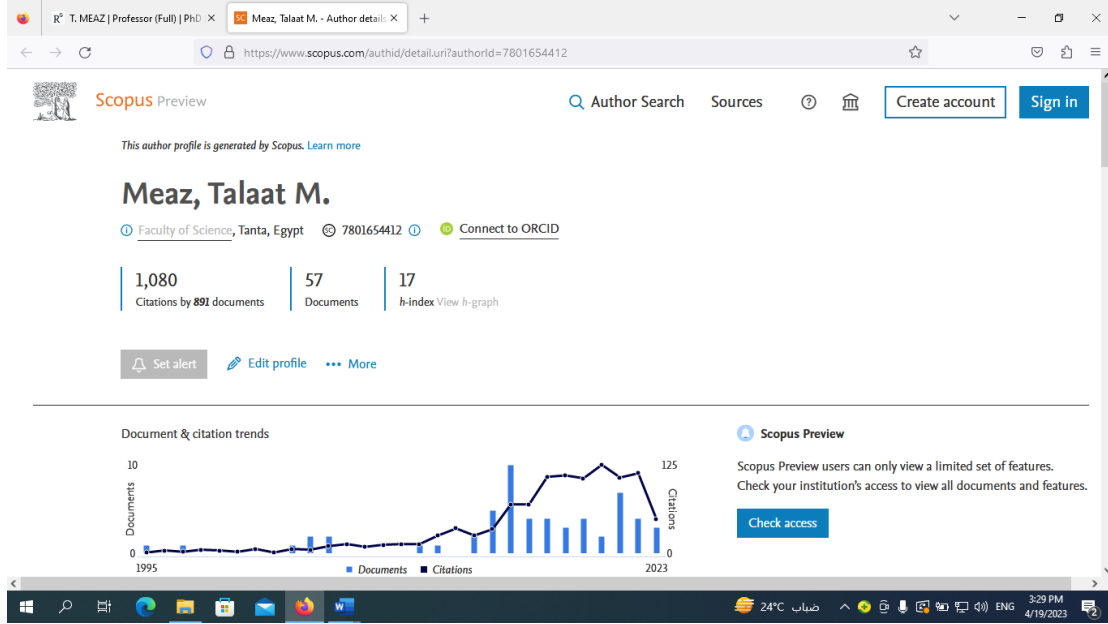 R⁶ T. MEAZ | Professor (Full) | PhD
SC Meaz, Talaat M. - Author details
https://www.scopus.com/authid/detail.uri?authorId=7801654412
Scopus Preview
Author Search
Sources
Create account
Sign in
This author profile is generated by Scopus. Learn more
Meaz, Talaat M.
Faculty of Science, Tanta, Egypt SC 7801654412 iD Connect to ORCID
1,080 57 17
Citations by 891 documents Documents h-index View h-graph
Set alert Edit profile More
Document & citation trends
10 125
Documents
Citations
0 0
1995 2023
Documents Citations
Scopus Preview
Scopus Preview users can only view a limited set of features.
Check your institution's access to view all documents and features.
Check access
24°C ضباب
ENG
3:29 PM
4/19/2023
2